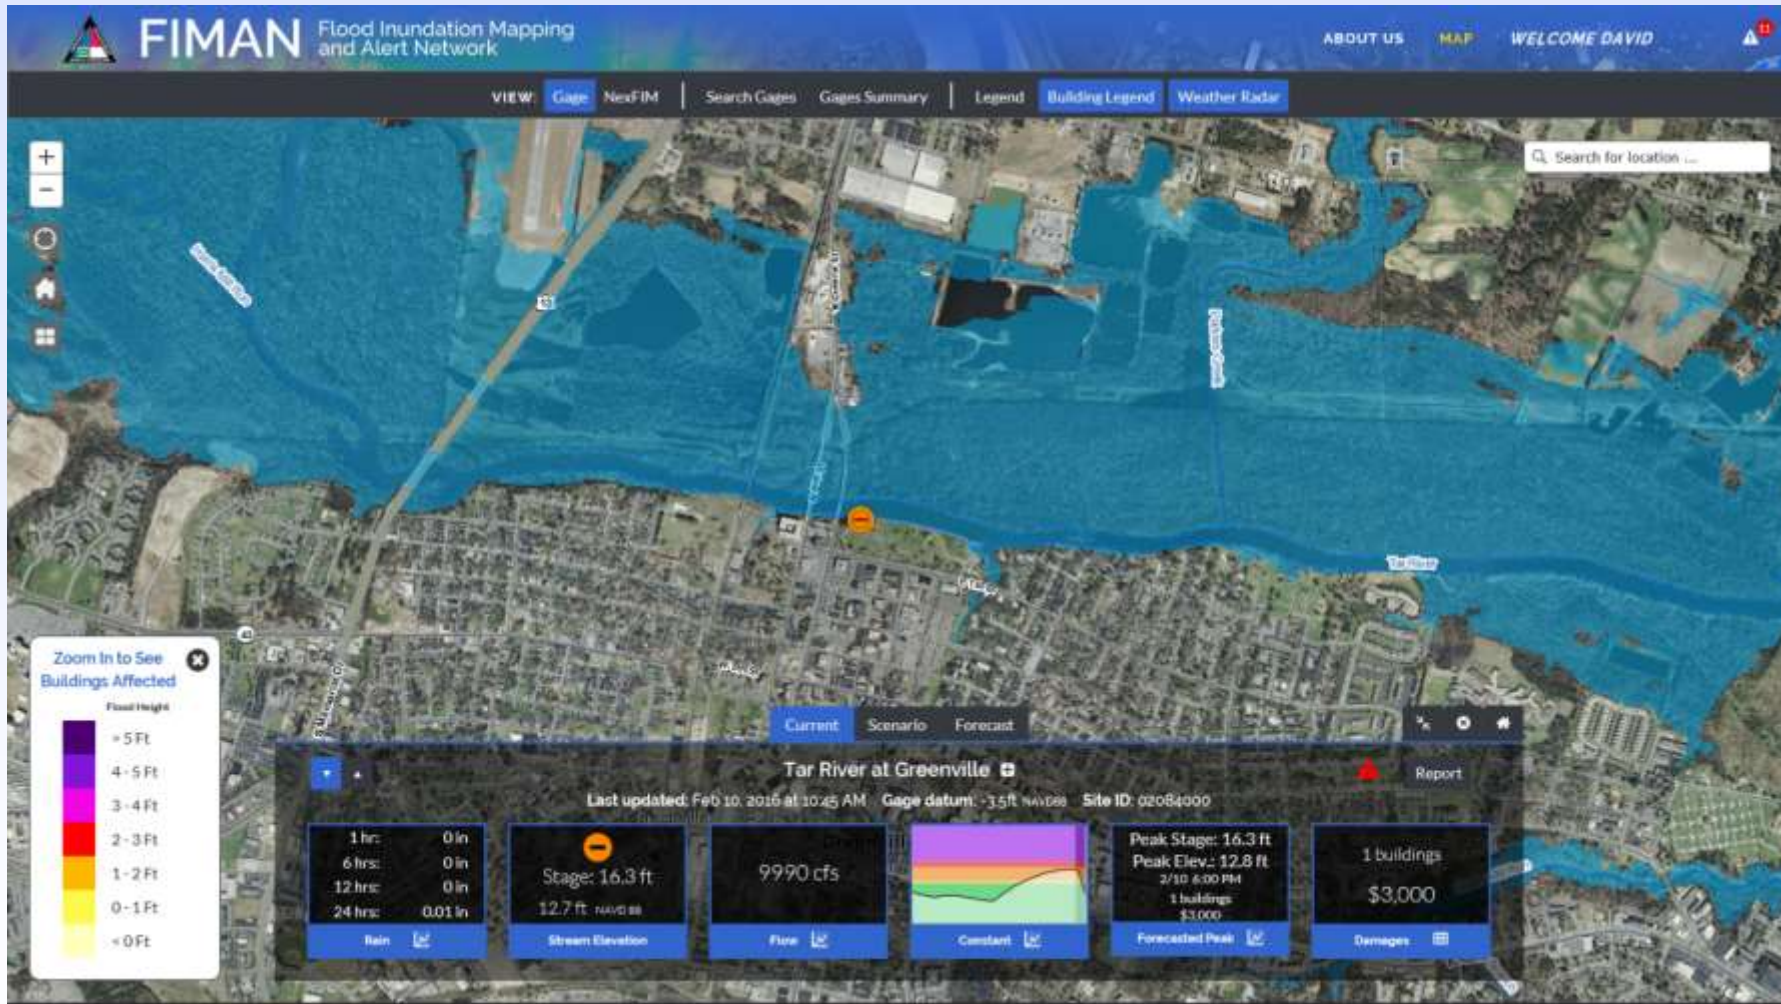 FIMAN
Flood Inundation Mapping
and Alert Network
ABOUT US
MAP
WELCOME DAVID
11
VIEW:
Gage
NexFIM
Search Gages
Gages Summary
Legend
Building Legend
Weather Radar
+
−
Search for location ...
Tar River
Zoom In to See
Buildings Affected
Flood Height
> 5 Ft
4 - 5 Ft
3 - 4 Ft
2 - 3 Ft
1 - 2 Ft
0 - 1 Ft
< 0 Ft
Current
Scenario
Forecast
Tar River at Greenville
Report
Last updated: Feb 10, 2016 at 10:45 AM Gage datum: -3.5ft NAVD88 Site ID: 02084000
1 hr: 0 in
6 hrs: 0 in
12 hrs: 0 in
24 hrs: 0.01 in
Rain
Stage: 16.3 ft
12.7 ft NAVD 88
Stream Elevation
9990 cfs
Flow
Constant
Peak Stage: 16.3 ft
Peak Elev.: 12.8 ft
2/10 6:00 PM
1 buildings
$3,000
Forecasted Peak
1 buildings
$3,000
Damages